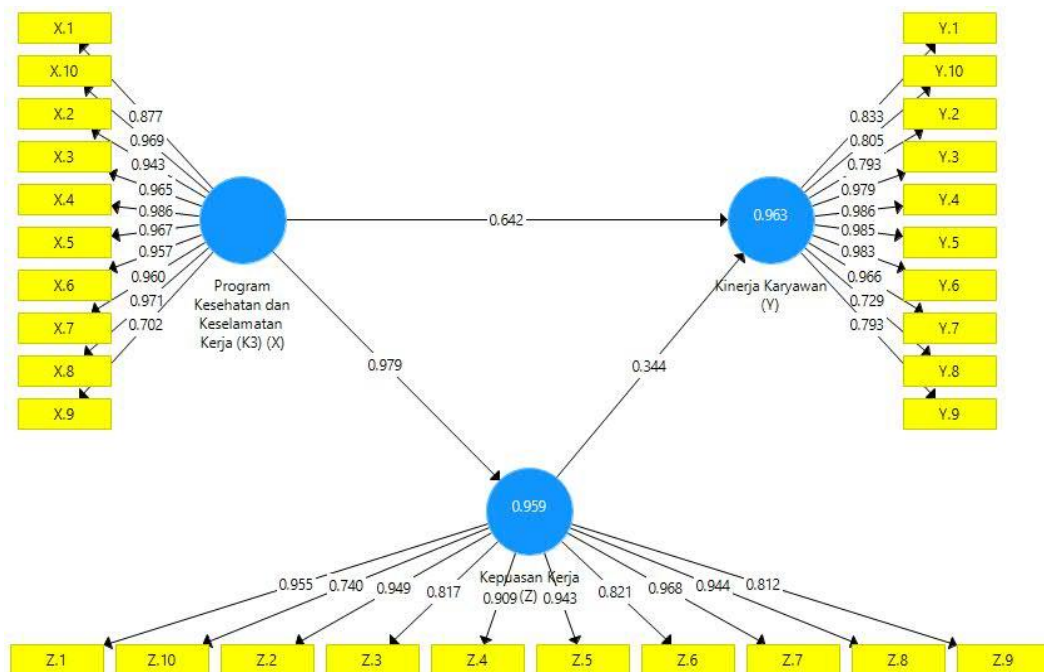 X.1
X.10
X.2
X.3
X.4
X.5
X.6
X.7
X.8
X.9
0.877
0.969
0.943
0.965
0.986
0.967
0.957
0.960
0.971
0.702
Program
Kesehatan dan
Keselamatan
Kerja (K3) (X)
0.642
0.979
0.344
0.963
Kinerja Karyawan
(Y)
0.833
0.805
0.793
0.979
0.986
0.985
0.983
0.966
0.729
0.793
Y.1
Y.10
Y.2
Y.3
Y.4
Y.5
Y.6
Y.7
Y.8
Y.9
0.959
Kepuasan Kerja
(Z)
0.955
0.740
0.949
0.817
0.909
0.943
0.821
0.968
0.944
0.812
Z.1
Z.10
Z.2
Z.3
Z.4
Z.5
Z.6
Z.7
Z.8
Z.9